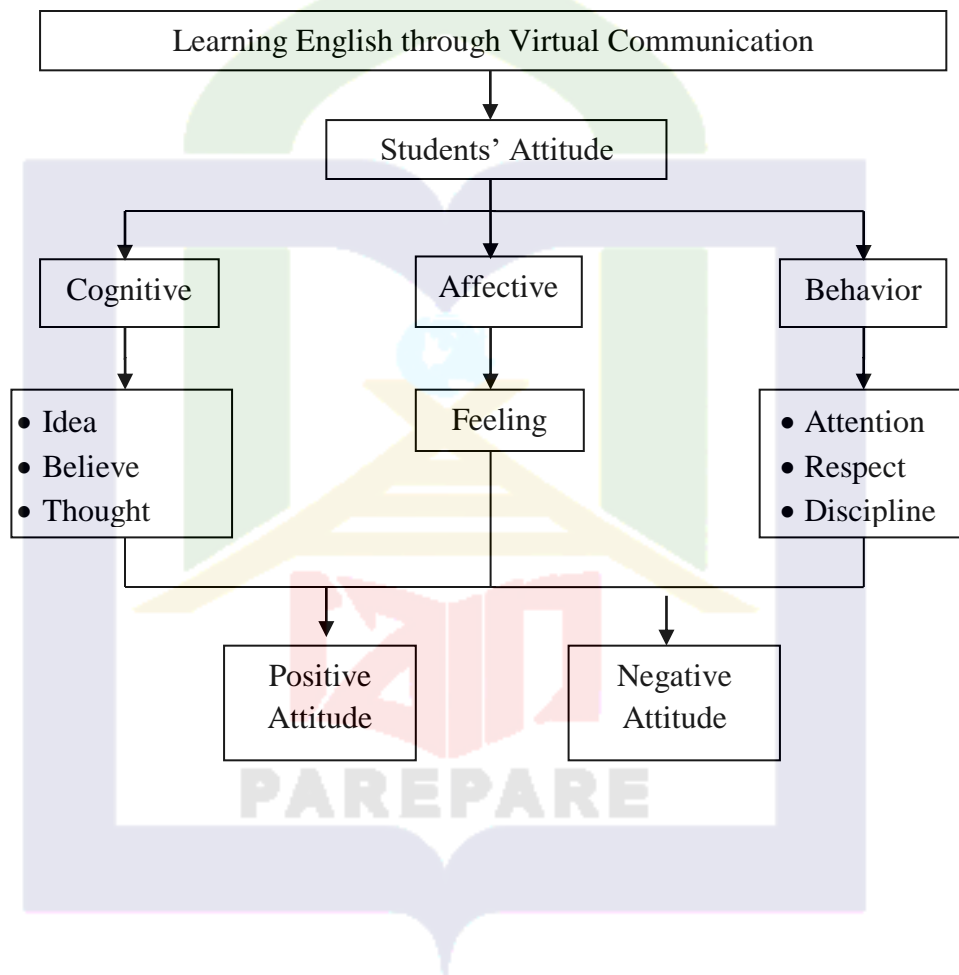 Learning English through Virtual Communication
Students’ Attitude
Cognitive
Affective
Behavior
• Idea
• Believe
• Thought
Feeling
• Attention
• Respect
• Discipline
Positive
Attitude
Negative
Attitude
PAREPARE